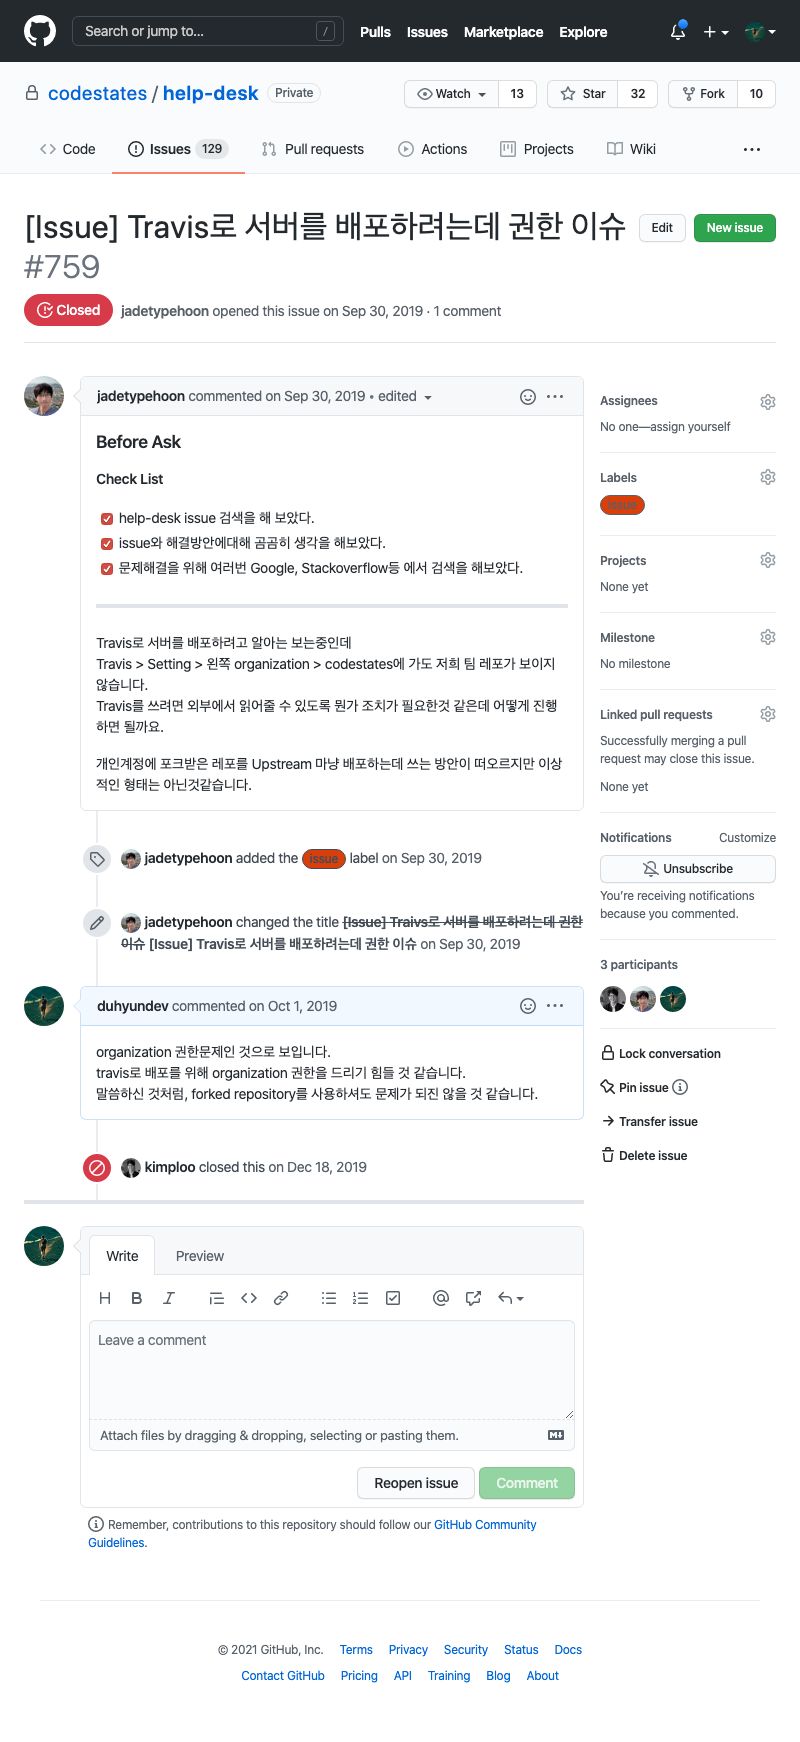 Search or jump to... /
Pulls Issues Marketplace Explore
codestates / help-desk Private
Watch 13 Star 32 Fork 10
Code Issues 129 Pull requests Actions Projects Wiki
[Issue] Travis로 서버를 배포하려는데 권한 이슈
#759
Edit New issue
Closed jadetypehoon opened this issue on Sep 30, 2019 · 1 comment
jadetypehoon commented on Sep 30, 2019 • edited
Before Ask
Check List
help-desk issue 검색을 해 보았다.
issue와 해결방안에대해 곰곰히 생각을 해보았다.
문제해결을 위해 여러번 Google, Stackoverflow등 에서 검색을 해보았다.
Travis로 서버를 배포하려고 알아는 보는중인데
Travis > Setting > 왼쪽 organization > codestates에 가도 저희 팀 레포가 보이지
않습니다.
Travis를 쓰려면 외부에서 읽어줄 수 있도록 뭔가 조치가 필요한것 같은데 어떻게 진행
하면 될까요.
개인계정에 포크받은 레포를 Upstream 마냥 배포하는데 쓰는 방안이 떠오르지만 이상
적인 형태는 아닌것같습니다.
jadetypehoon added the issue label on Sep 30, 2019
jadetypehoon changed the title [Issue] Traivs로 서버를 배포하려는데 권한
이슈 [Issue] Travis로 서버를 배포하려는데 권한 이슈 on Sep 30, 2019
duhyundev commented on Oct 1, 2019
organization 권한문제인 것으로 보입니다.
travis로 배포를 위해 organization 권한을 드리기 힘들 것 같습니다.
말씀하신 것처럼, forked repository를 사용하셔도 문제가 되진 않을 것 같습니다.
kimploo closed this on Dec 18, 2019
Write Preview
Leave a comment
Attach files by dragging & dropping, selecting or pasting them.
Reopen issue Comment
Remember, contributions to this repository should follow our GitHub Community
Guidelines.
Assignees
No one—assign yourself
Labels
issue
Projects
None yet
Milestone
No milestone
Linked pull requests
Successfully merging a pull
request may close this issue.
None yet
Notifications Customize
Unsubscribe
You're receiving notifications
because you commented.
3 participants
Lock conversation
Pin issue
Transfer issue
Delete issue
© 2021 GitHub, Inc. Terms Privacy Security Status Docs
Contact GitHub Pricing API Training Blog About